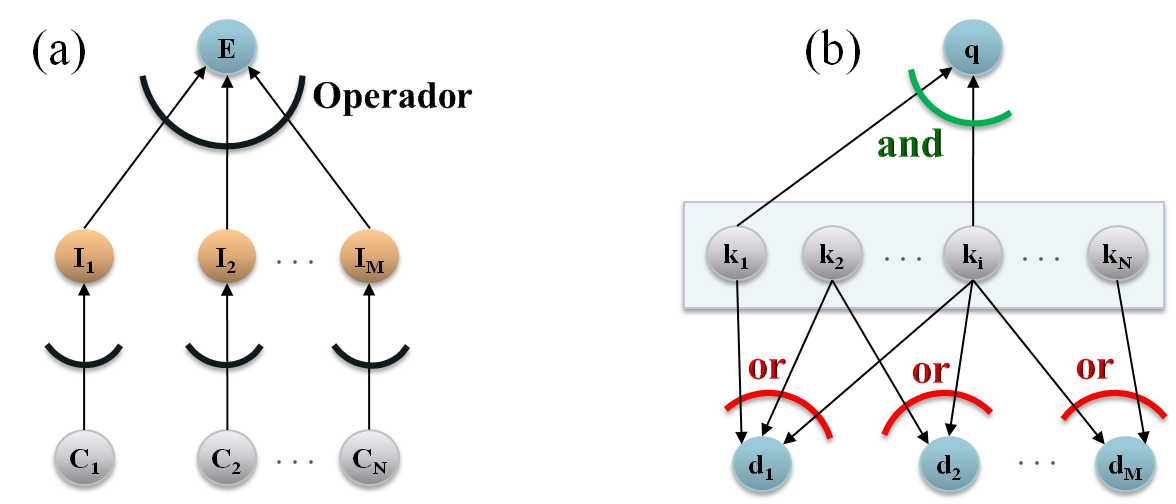 (a)
E
Operador
I1
I2
. . .
IM
C1
C2
. . .
CN
(b)
q
and
k1
k2
. . .
ki
. . .
kN
or
or
or
d1
d2
. . .
dM